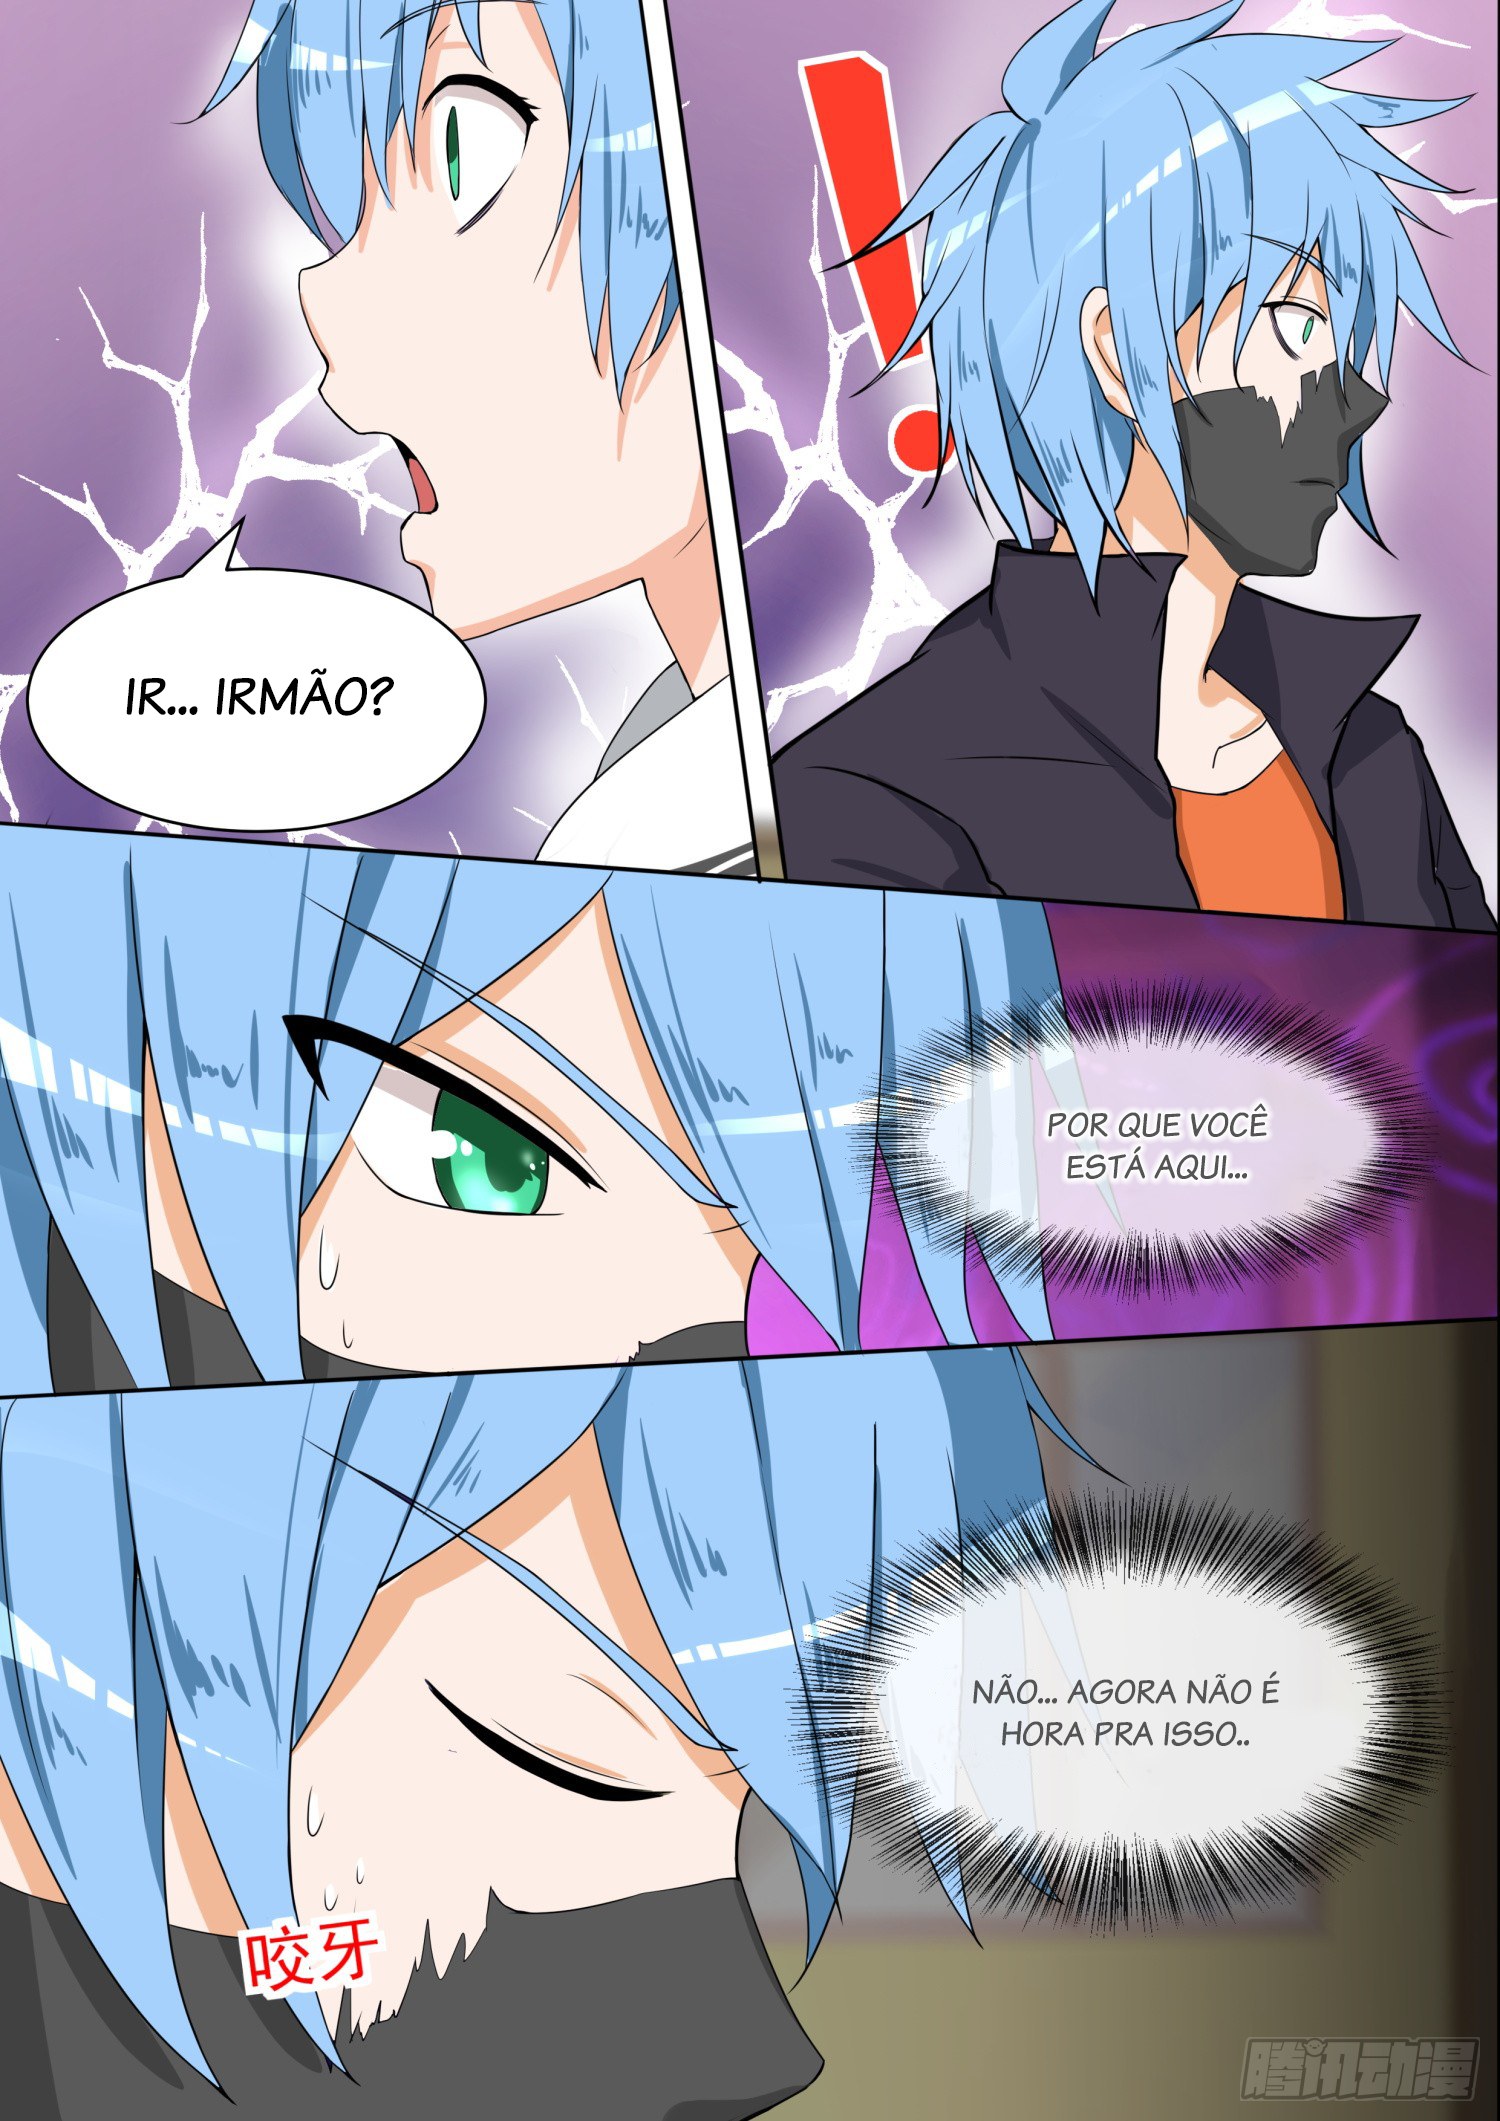 IR... IRMÃO?
POR QUE VOCÊ
ESTÁ AQUI...
NÃO... AGORA NÃO É
HORA PRA ISSO..
咬牙
腾讯动漫